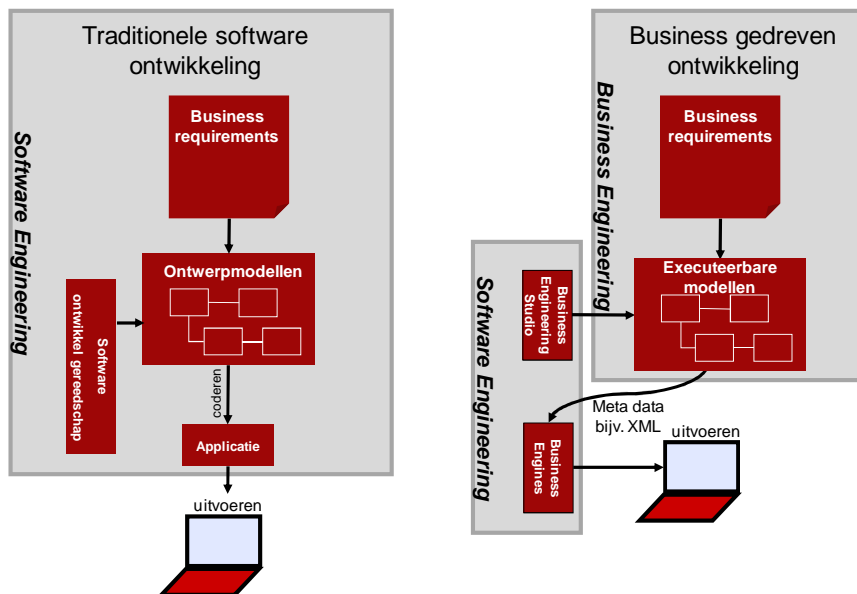 Traditionele software
ontwikkeling
Software Engineering
Business
requirements
Ontwerpmodellen
Software
ontwikkel gereedschap
coderen
Applicatie
uitvoeren
Business gedreven
ontwikkeling
Business Engineering
Business
requirements
Software Engineering
Business
Engineering
Studio
Executeerbare
modellen
Meta data
bijv. XML
Business
Engines
uitvoeren